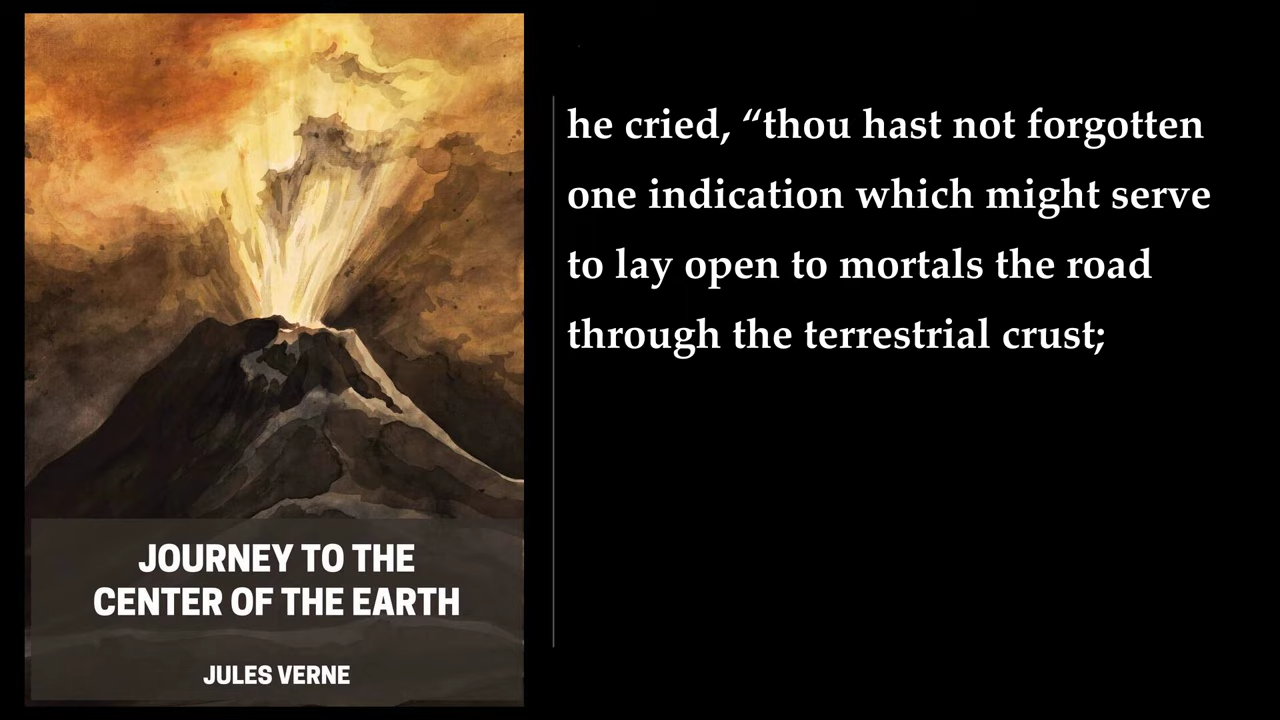 he cried, “thou hast not forgotten
one indication which might serve
to lay open to mortals the road
through the terrestrial crust;
JOURNEY TO THE
CENTER OF THE EARTH
JULES VERNE